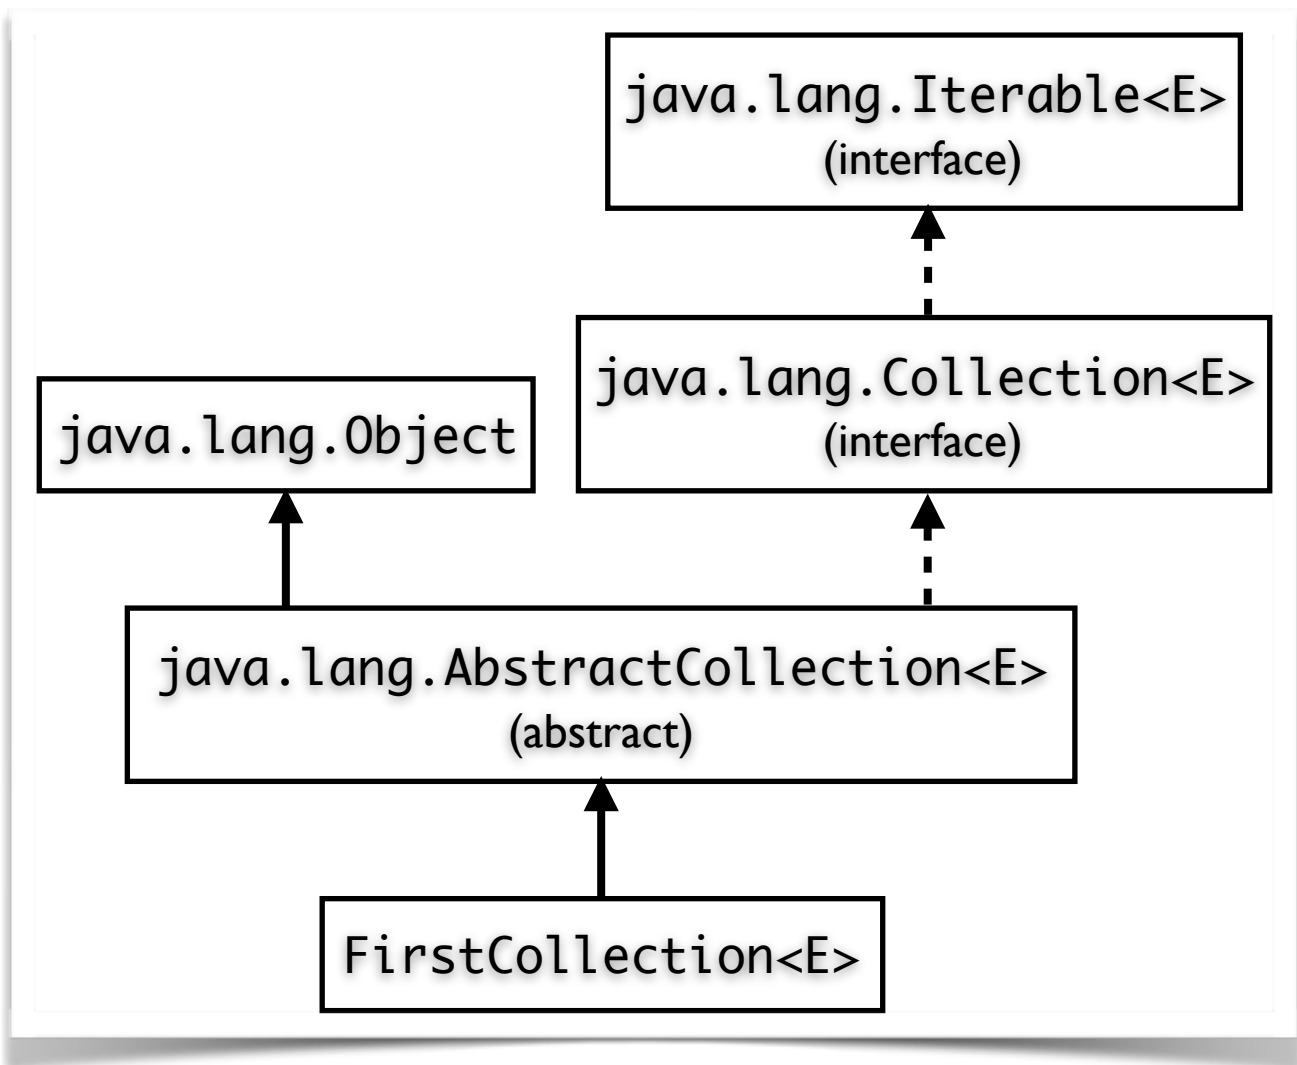 java.lang.Iterable<E>
(interface)
java.lang.Collection<E>
(interface)
java.lang.Object
java.lang.AbstractCollection<E>
(abstract)
FirstCollection<E>